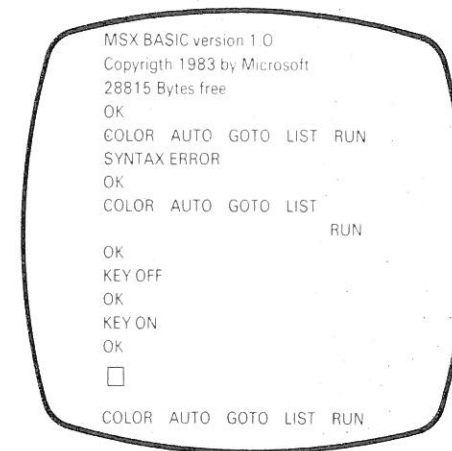 MSX BASIC version 1.0
Copyrigth 1983 by Microsoft
28815 Bytes free
OK
COLOR AUTO GOTO LIST RUN
SYNTAX ERROR
OK
COLOR AUTO GOTO LIST
RUN
OK
KEY OFF
OK
KEY ON
OK
COLOR AUTO GOTO LIST RUN